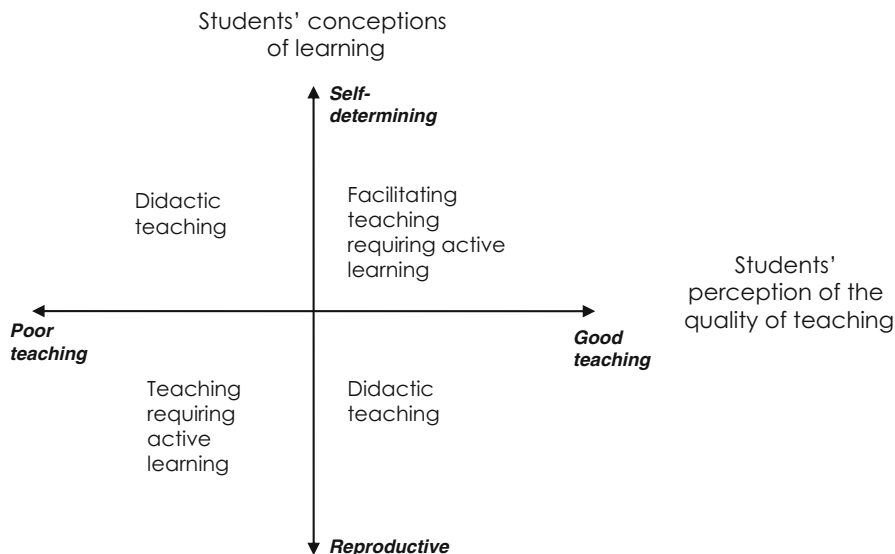 Students’ conceptions
of learning
Self-
determining
Didactic
teaching
Facilitating
teaching
requiring active
learning
Students’
perception of the
quality of teaching
Poor
teaching
Good
teaching
Teaching
requiring
active
learning
Didactic
teaching
Reproductive